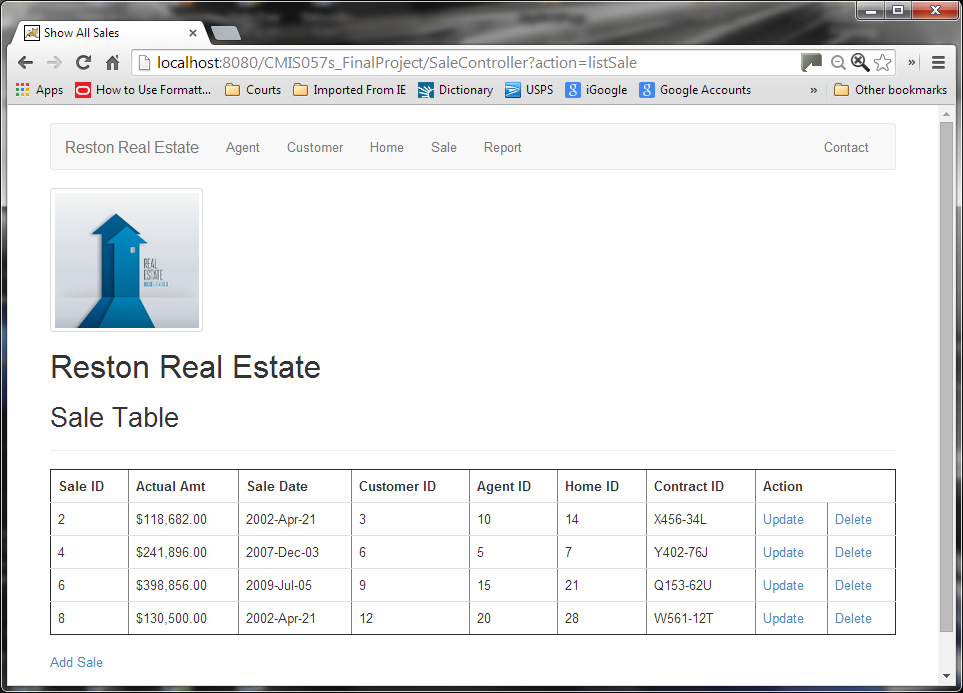 Show All Sales
localhost:8080/CMIS057s_FinalProject/SaleController?action=listSale
Apps How to Use Formatt... Courts Imported From IE Dictionary USPS iGoogle Google Accounts » Other bookmarks
Reston Real Estate Agent Customer Home Sale Report Contact
REAL
ESTATE
Reston Real Estate
Sale Table
Sale ID Actual Amt Sale Date Customer ID Agent ID Home ID Contract ID Action
2 $118,682.00 2002-Apr-21 3 10 14 X456-34L Update Delete
4 $241,896.00 2007-Dec-03 6 5 7 Y402-76J Update Delete
6 $398,856.00 2009-Jul-05 9 15 21 Q153-62U Update Delete
8 $130,500.00 2002-Apr-21 12 20 28 W561-12T Update Delete
Add Sale